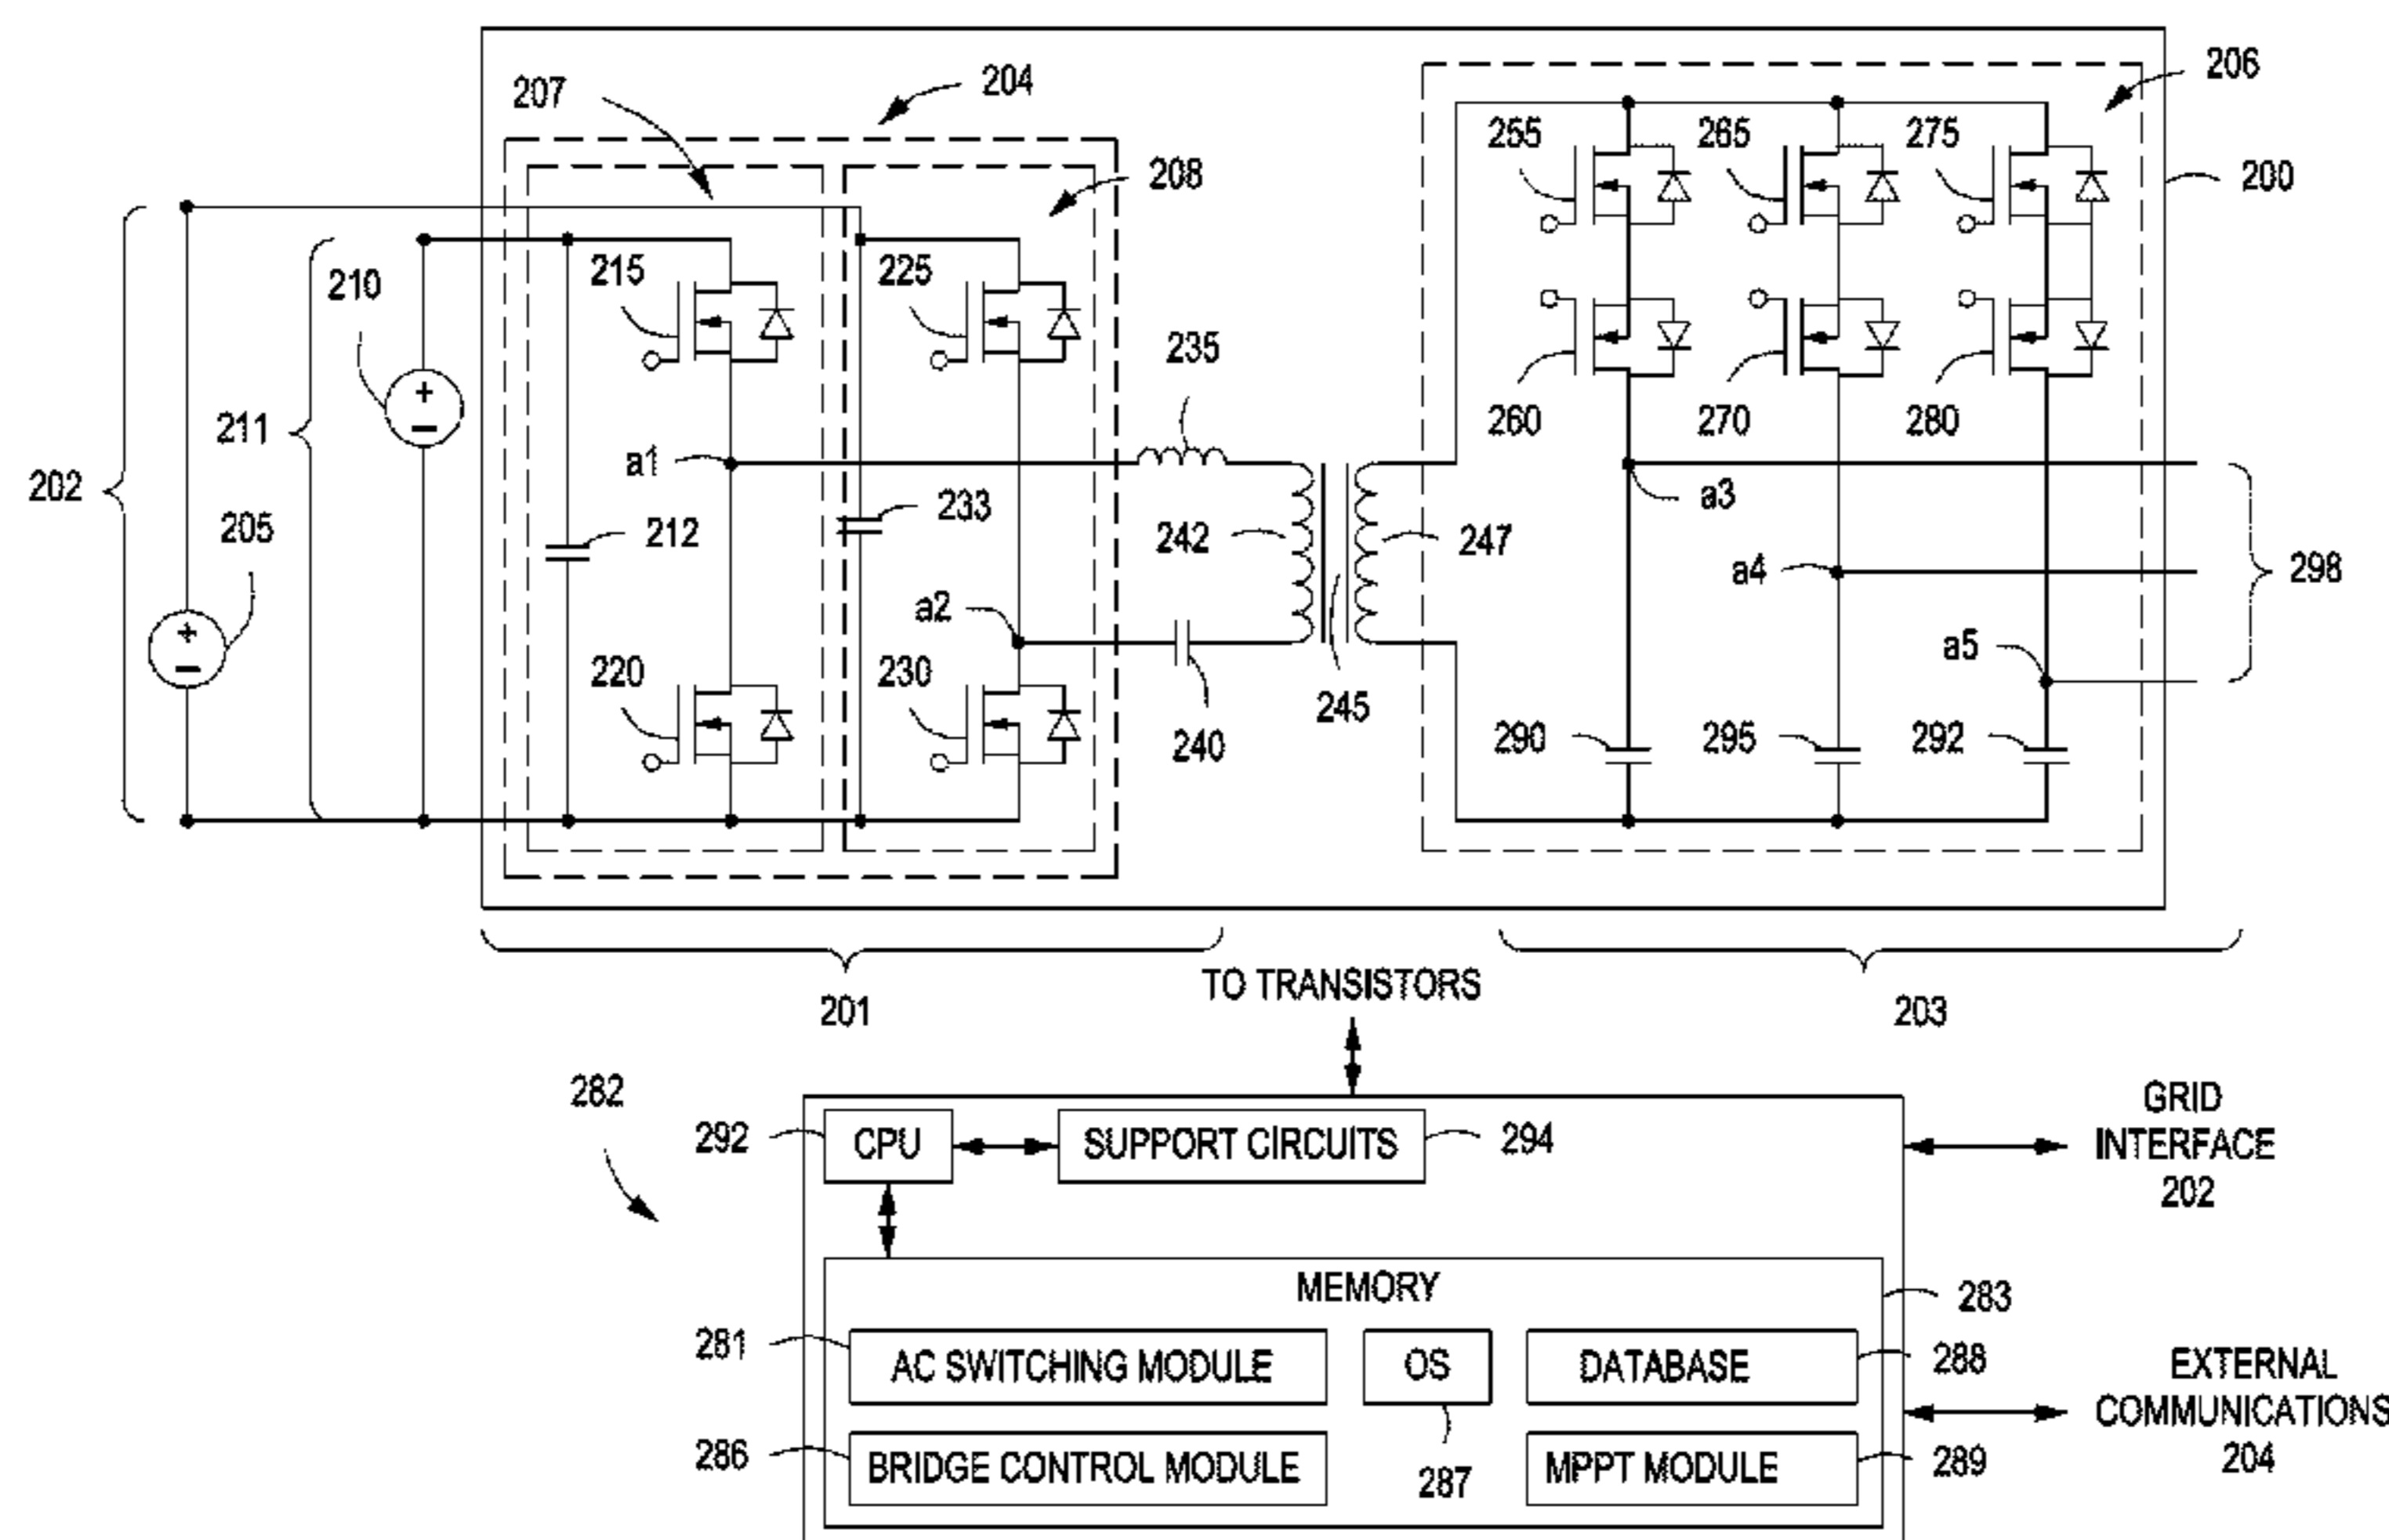 204
206
207
255
265
275
208
200
210
215
225
235
211
260
270
280
a1
202
a3
205
212
233
242
247
a4
298
a2
a5
220
230
245
240
290
295
292
201
TO TRANSISTORS
203
282
292
CPU
SUPPORT CIRCUITS
294
GRID
INTERFACE
202
MEMORY
283
281
AC SWITCHING MODULE
OS
DATABASE
288
EXTERNAL
COMMUNICATIONS
204
286
BRIDGE CONTROL MODULE
287
MPPT MODULE
289